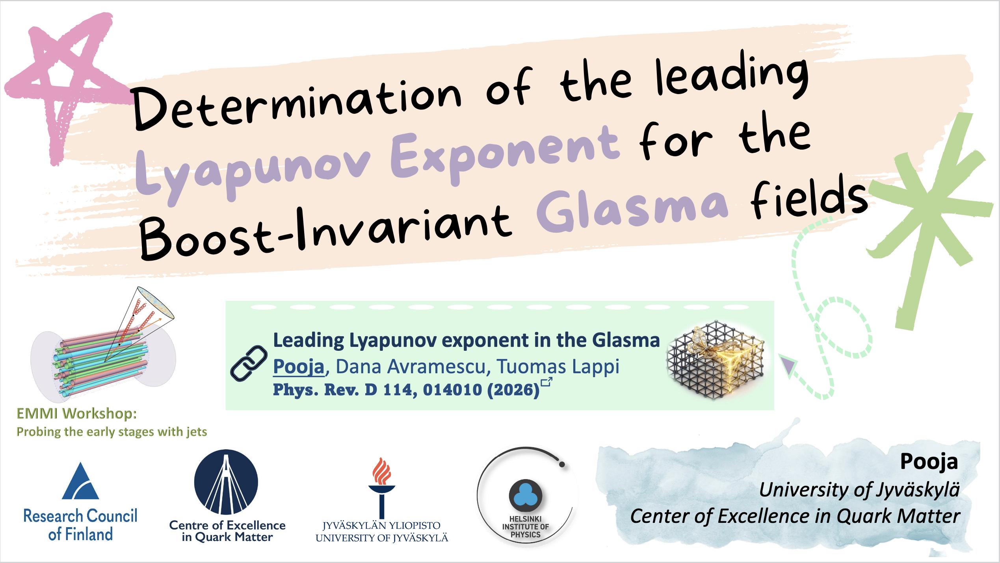 Determination of the leading
Lyapunov Exponent for the
Boost-Invariant Glasma fields
Leading Lyapunov exponent in the Glasma
Pooja, Dana Avramescu, Tuomas Lappi
Phys. Rev. D 114, 014010 (2026)
EMMI Workshop:
Probing the early stages with jets
Research Council
of Finland
Centre of Excellence
in Quark Matter
JYVÄSKYLÄN YLIOPISTO
UNIVERSITY OF JYVÄSKYLÄ
HELSINKI
INSTITUTE OF
PHYSICS
Pooja
University of Jyväskylä
Center of Excellence in Quark Matter